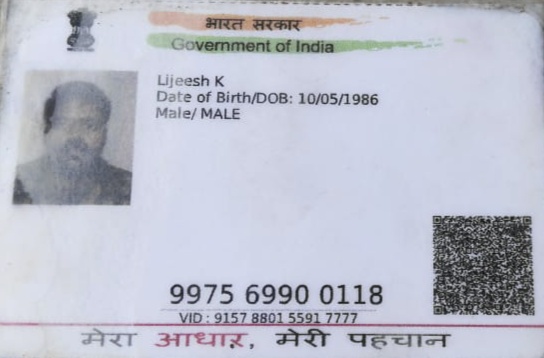 भारत सरकार
Government of India
Lijeesh K
Date of Birth/DOB: 10/05/1986
Male/ MALE
9975 6990 0118
VID : 9157 8801 5591 7777
मेरा आधार, मेरी पहचान